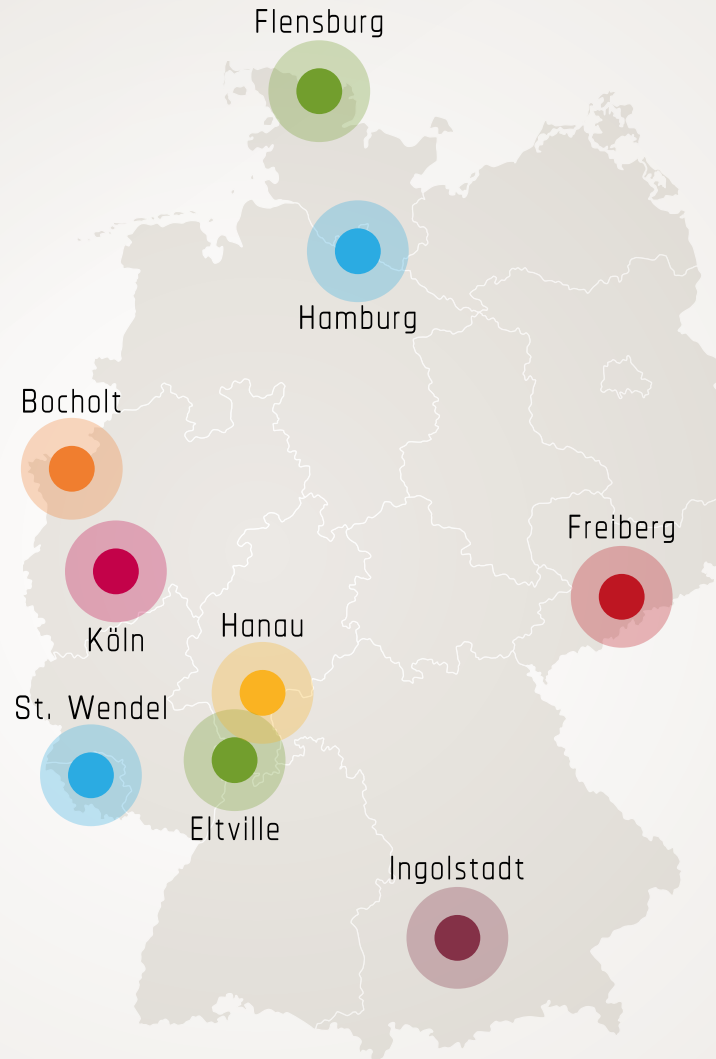 Flensburg
Hamburg
Bocholt
Freiberg
Hanau
Köln
St. Wendel
Eltville
Ingolstadt